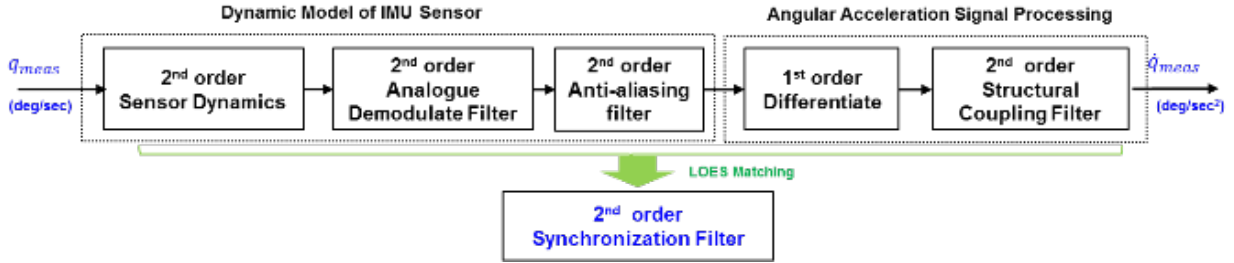 Dynamic Model of IMU Sensor
Angular Acceleration Signal Processing
q_meas
(deg/sec)
2nd order
Sensor Dynamics
2nd order
Analogue
Demodulate Filter
2nd order
Anti-aliasing
filter
1st order
Differentiate
2nd order
Structural
Coupling Filter
q̇_meas
(deg/sec²)
LOES Matching
2nd order
Synchronization Filter